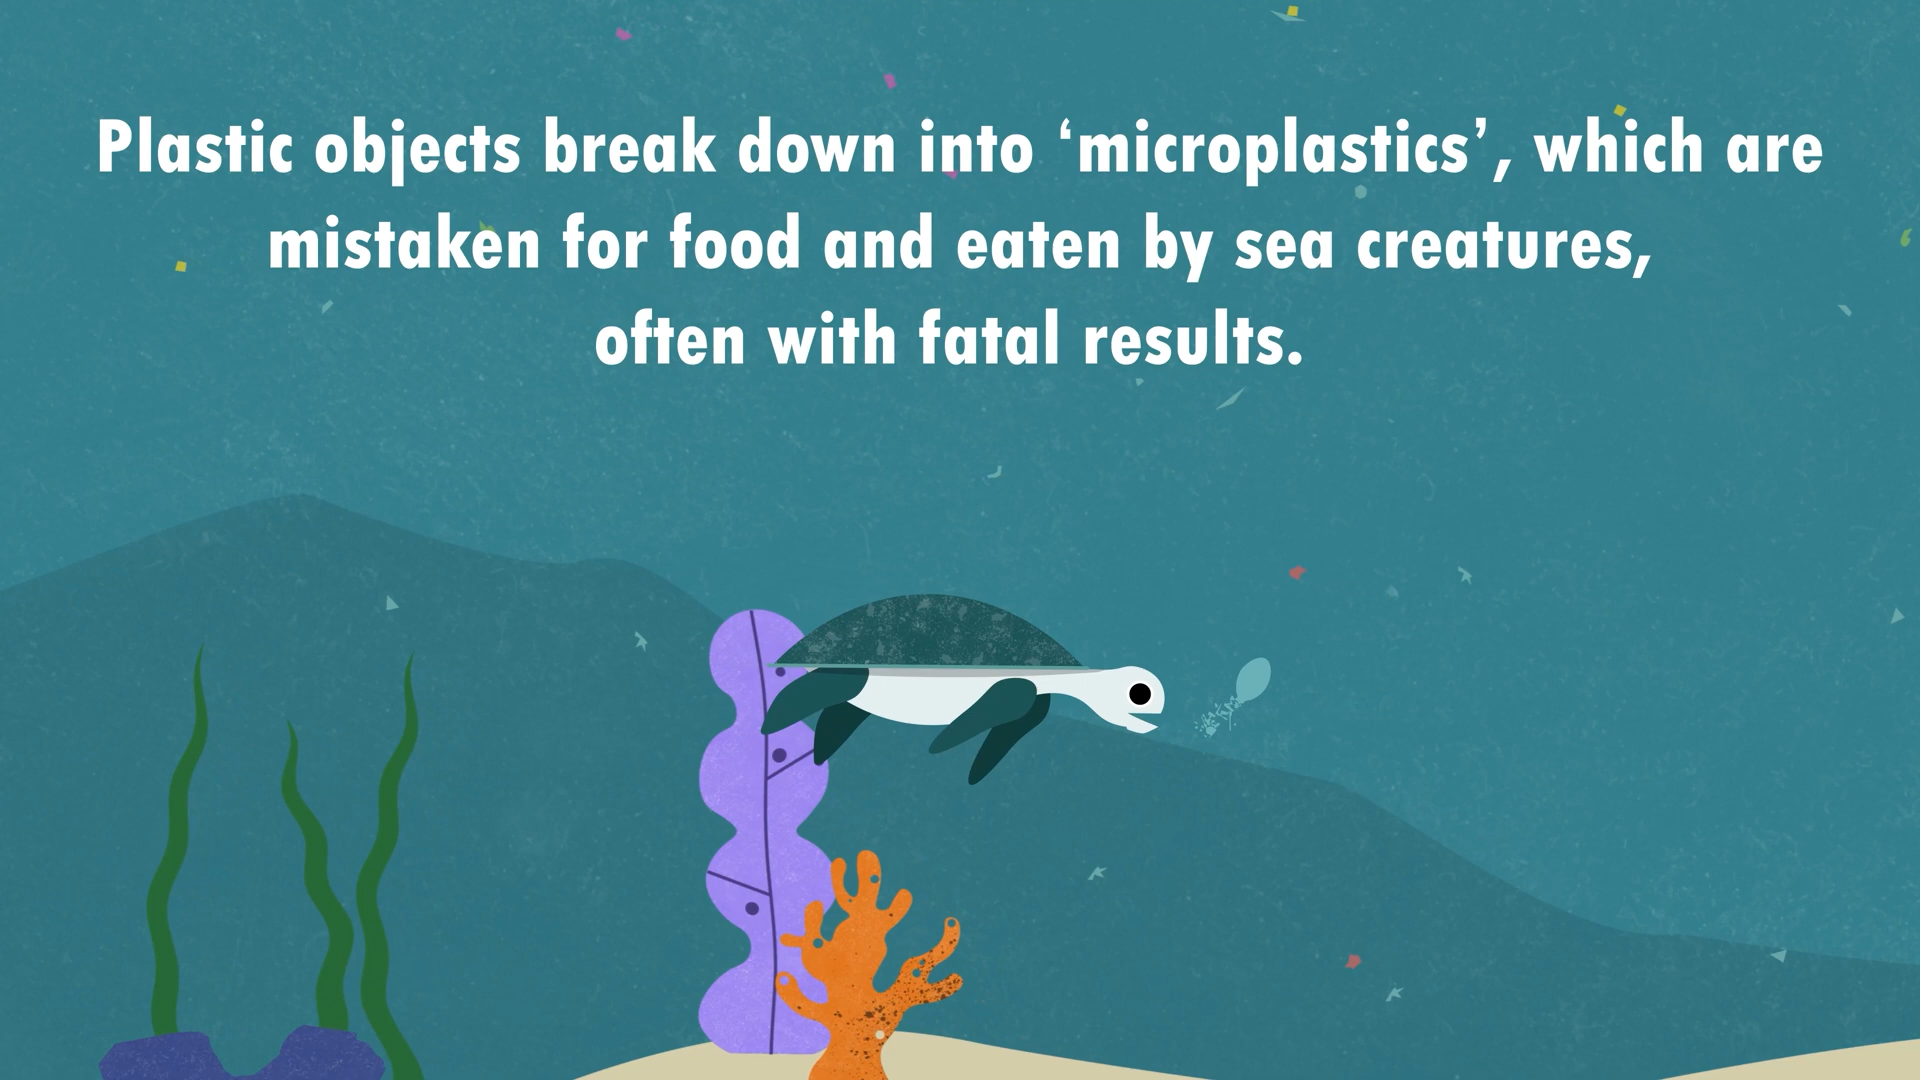 Plastic objects break down into ‘microplastics’, which are
mistaken for food and eaten by sea creatures,
often with fatal results.